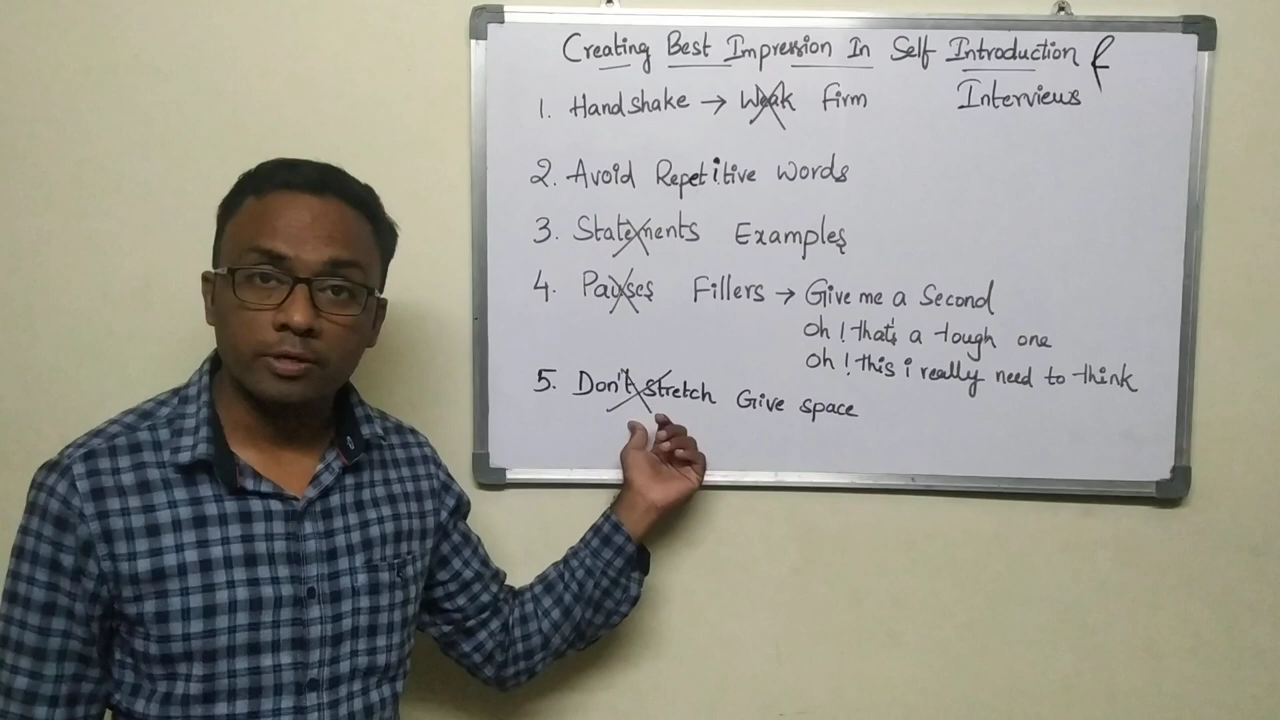 Creating Best Impression In Self Introduction &
Interviews
1. Handshake → Weak Firm
2. Avoid Repetitive Words
3. Statements Examples
4. Pauses Fillers → Give me a Second
Oh! that's a tough one
Oh! this i really need to think
5. Don't stretch Give space